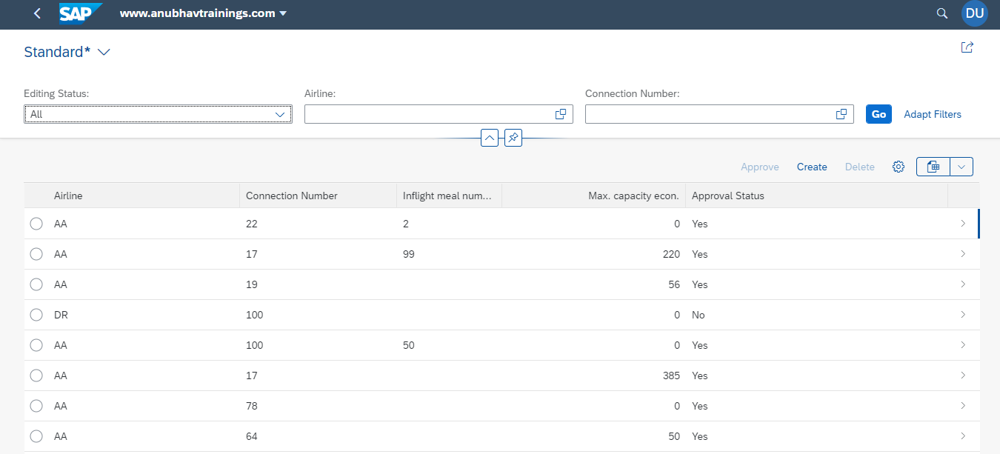 SAP www.anubhavtrainings.com DU
Standard*
Editing Status: Airline: Connection Number:
All Go Adapt Filters
Approve Create Delete
Airline Connection Number Inflight meal num... Max. capacity econ. Approval Status
AA 22 2 0 Yes
AA 17 99 220 Yes
AA 19 56 Yes
DR 100 0 No
AA 100 50 0 Yes
AA 17 385 Yes
AA 78 0 Yes
AA 64 50 Yes